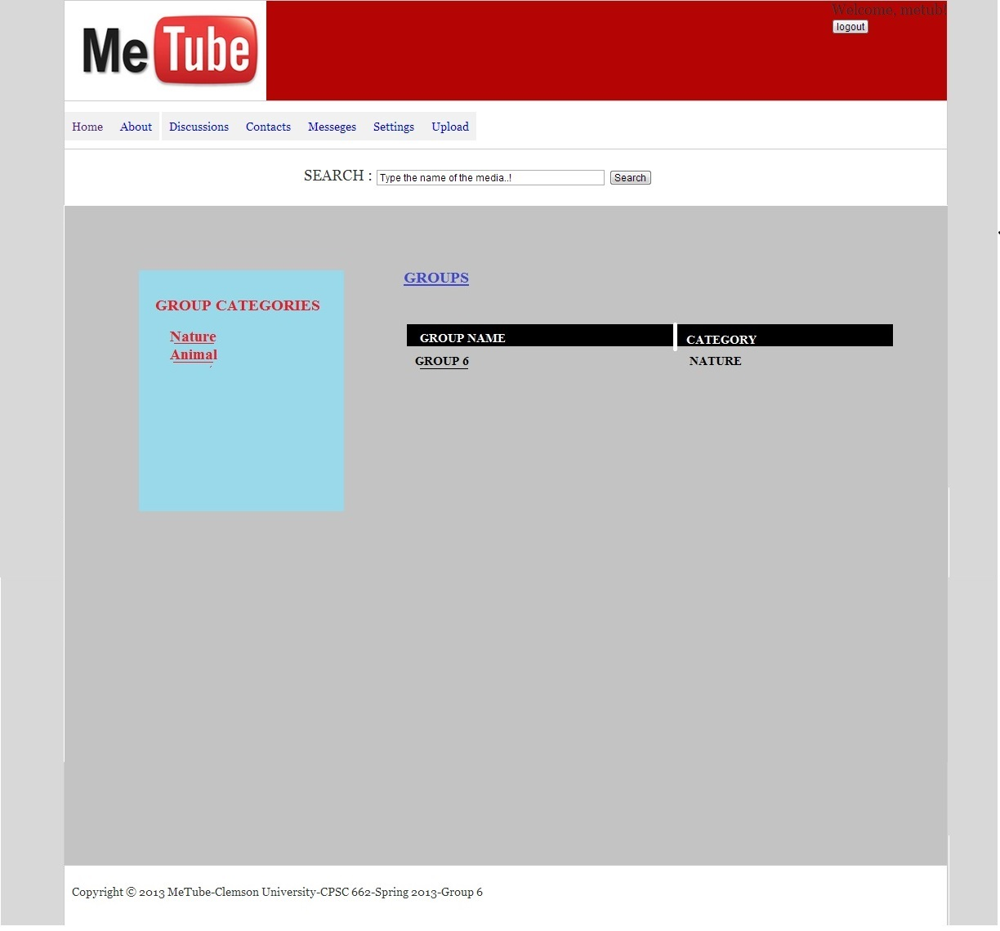 MeTube
Welcome, metub!
logout
Home About Discussions Contacts Messeges Settings Upload
SEARCH : Type the name of the media..! Search
GROUPS
GROUP CATEGORIES
Nature
Animal
GROUP NAME CATEGORY
GROUP 6 NATURE
Copyright © 2013 MeTube-Clemson University-CPSC 662-Spring 2013-Group 6